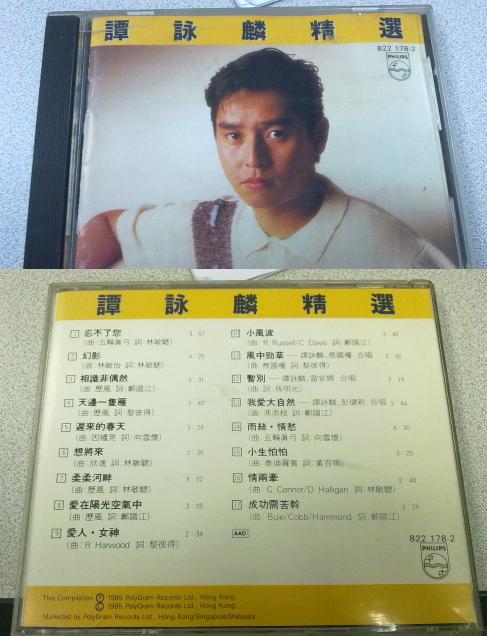 譚詠麟精選
822 178-2
PHILIPS
譚詠麟精選
1 忘不了您 3:57
(曲:五輪真弓 詞:林敏驄)
2 幻影 4:25
(曲:林敏怡 詞:林敏驄)
3 相識非偶然 3:31
(曲:歷風 詞:鄭國江)
4 天邊一隻雁 3:40
(曲:歷風 詞:黎彼得)
5 遲來的春天 3:28
(曲:因幡晃 詞:向雪懷)
6 想將來 2:36
(曲:欣逸 詞:林敏驄)
7 柔柔河畔 3:52
(曲:歷風 詞:林敏驄)
8 愛在陽光空氣中 3:05
(曲:歷風 詞:鄭國江)
9 愛人·女神 2:34
(曲:R Harwood 詞:黎彼得)
10 小風波 3:46
(曲:R. Russell/C Davis 詞:鄭國江)
11 風中勁草——譚詠麟、蔡國權 合唱 2:56
(曲:蔡國權 詞:黎彼得)
12 暫別——譚詠麟、雷安娜 合唱 3:14
(曲.詞:孫明光)
13 我愛大自然——譚詠麟、彭健新 合唱 3:44
(曲:馮添枝 詞:鄭國江)
14 雨絲·情愁 4:30
(曲:五輪真弓 詞:向雪懷)
15 小生怕怕 3:25
(曲:泰迪羅賓 詞:黃百鳴)
16 情兩牽 2:40
(曲:C Connor/D. Halligan 詞:林敏驄)
17 成功需苦幹 3:24
(曲:Buie/Cobb/Hammond 詞:鄭國江)
AAD
822 178-2
PHILIPS
This Compilation Ⓟ 1985 PolyGram Records Ltd., Hong Kong
© 1985 PolyGram Records Ltd., Hong Kong.
Marketed by PolyGram Records Ltd., Hong Kong/Singapore/Malaysia